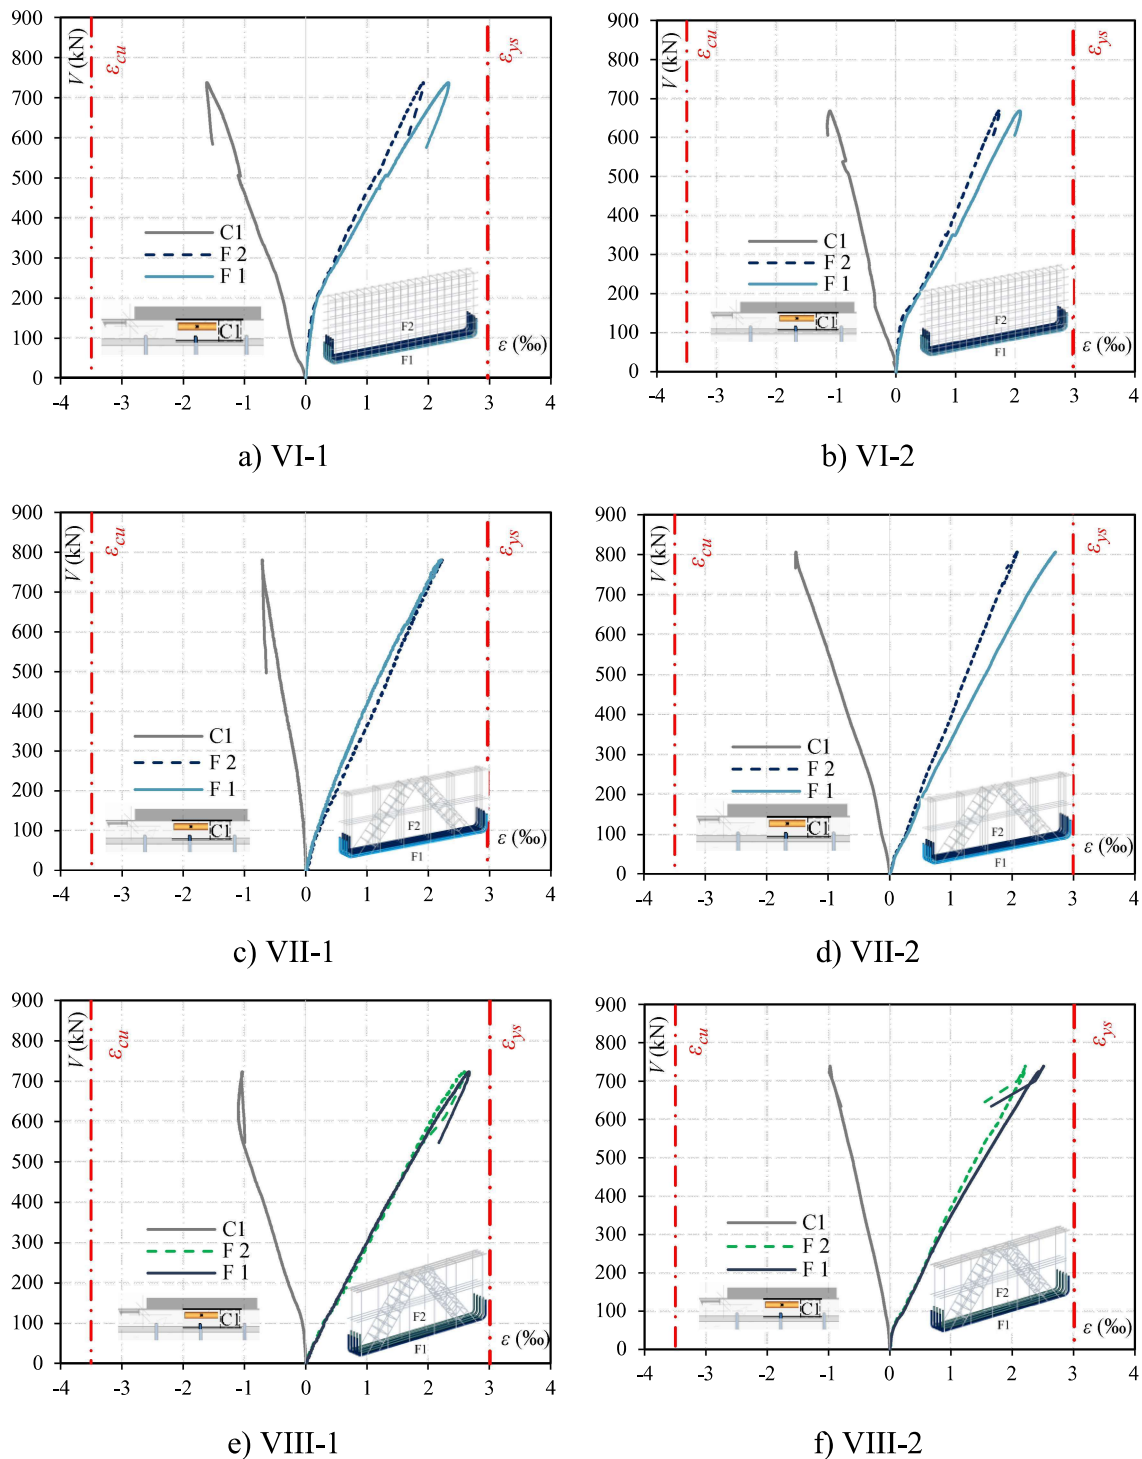 900
800
700
600
500
400
300
200
100
0
-4 -3 -2 -1 0 1 2 3 4
V (kN)
ε (‰)
εcu
εys
C1
F 2
F 1
C1
F2
F1
a) VI-1
900
800
700
600
500
400
300
200
100
0
-4 -3 -2 -1 0 1 2 3 4
V (kN)
ε (‰)
εcu
εys
C1
F 2
F 1
C1
F2
F1
b) VI-2
900
800
700
600
500
400
300
200
100
0
-4 -3 -2 -1 0 1 2 3 4
V (kN)
ε (‰)
εcu
εys
C1
F 2
F 1
C1
F2
F1
c) VII-1
900
800
700
600
500
400
300
200
100
0
-4 -3 -2 -1 0 1 2 3 4
V (kN)
ε (‰)
εcu
εys
C1
F 2
F 1
C1
F2
F1
d) VII-2
900
800
700
600
500
400
300
200
100
0
-4 -3 -2 -1 0 1 2 3 4
V (kN)
ε (‰)
εcu
εys
C1
F 2
F 1
C1
F2
F1
e) VIII-1
900
800
700
600
500
400
300
200
100
0
-4 -3 -2 -1 0 1 2 3 4
V (kN)
ε (‰)
εcu
εys
C1
F 2
F 1
C1
F2
F1
f) VIII-2